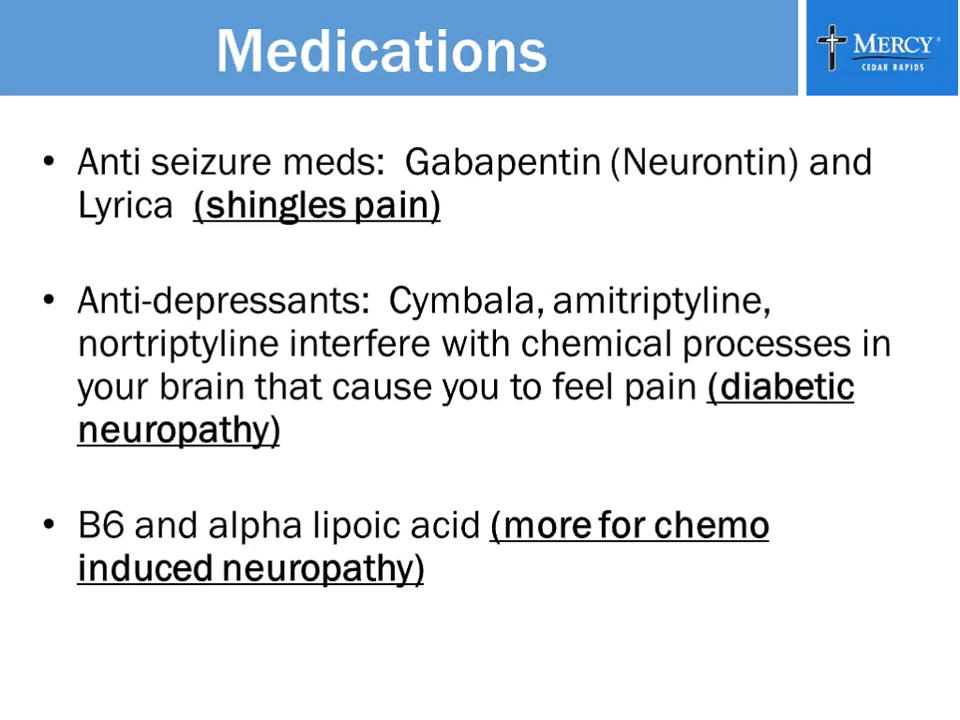 Medications
MERCY
CEDAR RAPIDS
• Anti seizure meds: Gabapentin (Neurontin) and
Lyrica (shingles pain)
• Anti-depressants: Cymbala, amitriptyline,
nortriptyline interfere with chemical processes in
your brain that cause you to feel pain (diabetic
neuropathy)
• B6 and alpha lipoic acid (more for chemo
induced neuropathy)